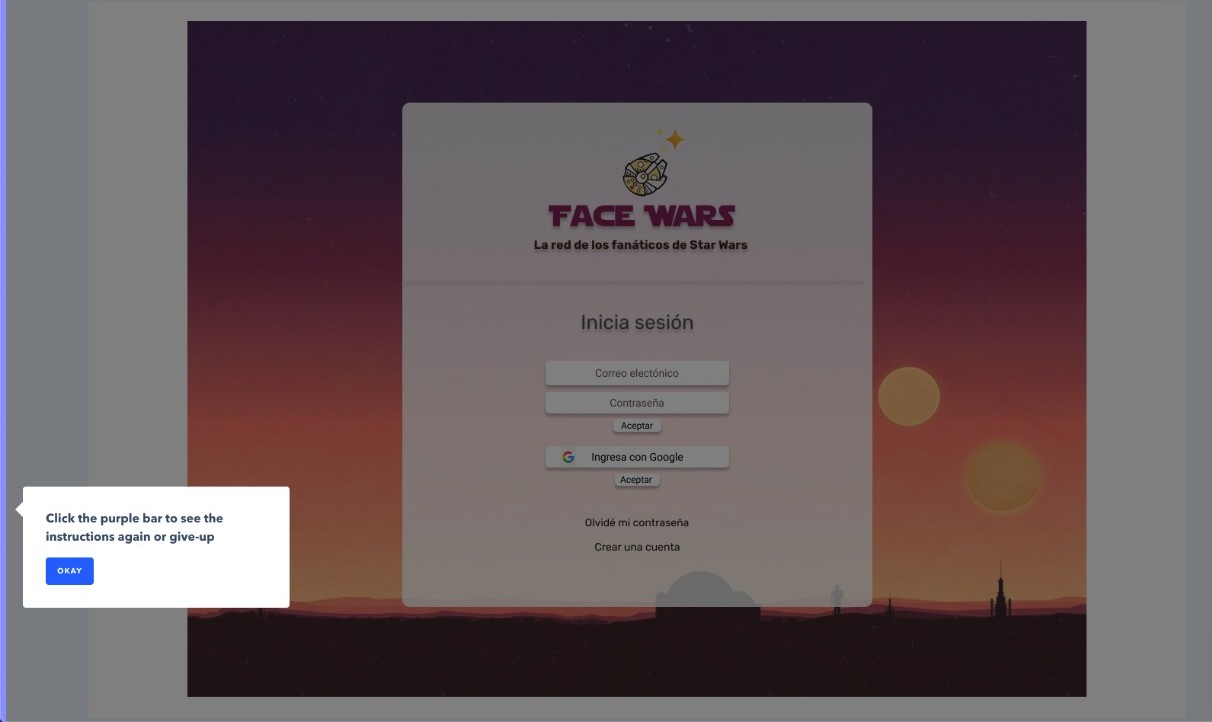 FACE WARS
La red de los fanáticos de Star Wars
Inicia sesión
Correo electónico
Contraseña
Aceptar
Ingresa con Google
Aceptar
Olvidé mi contraseña
Crear una cuenta
Click the purple bar to see the
instructions again or give-up
OKAY